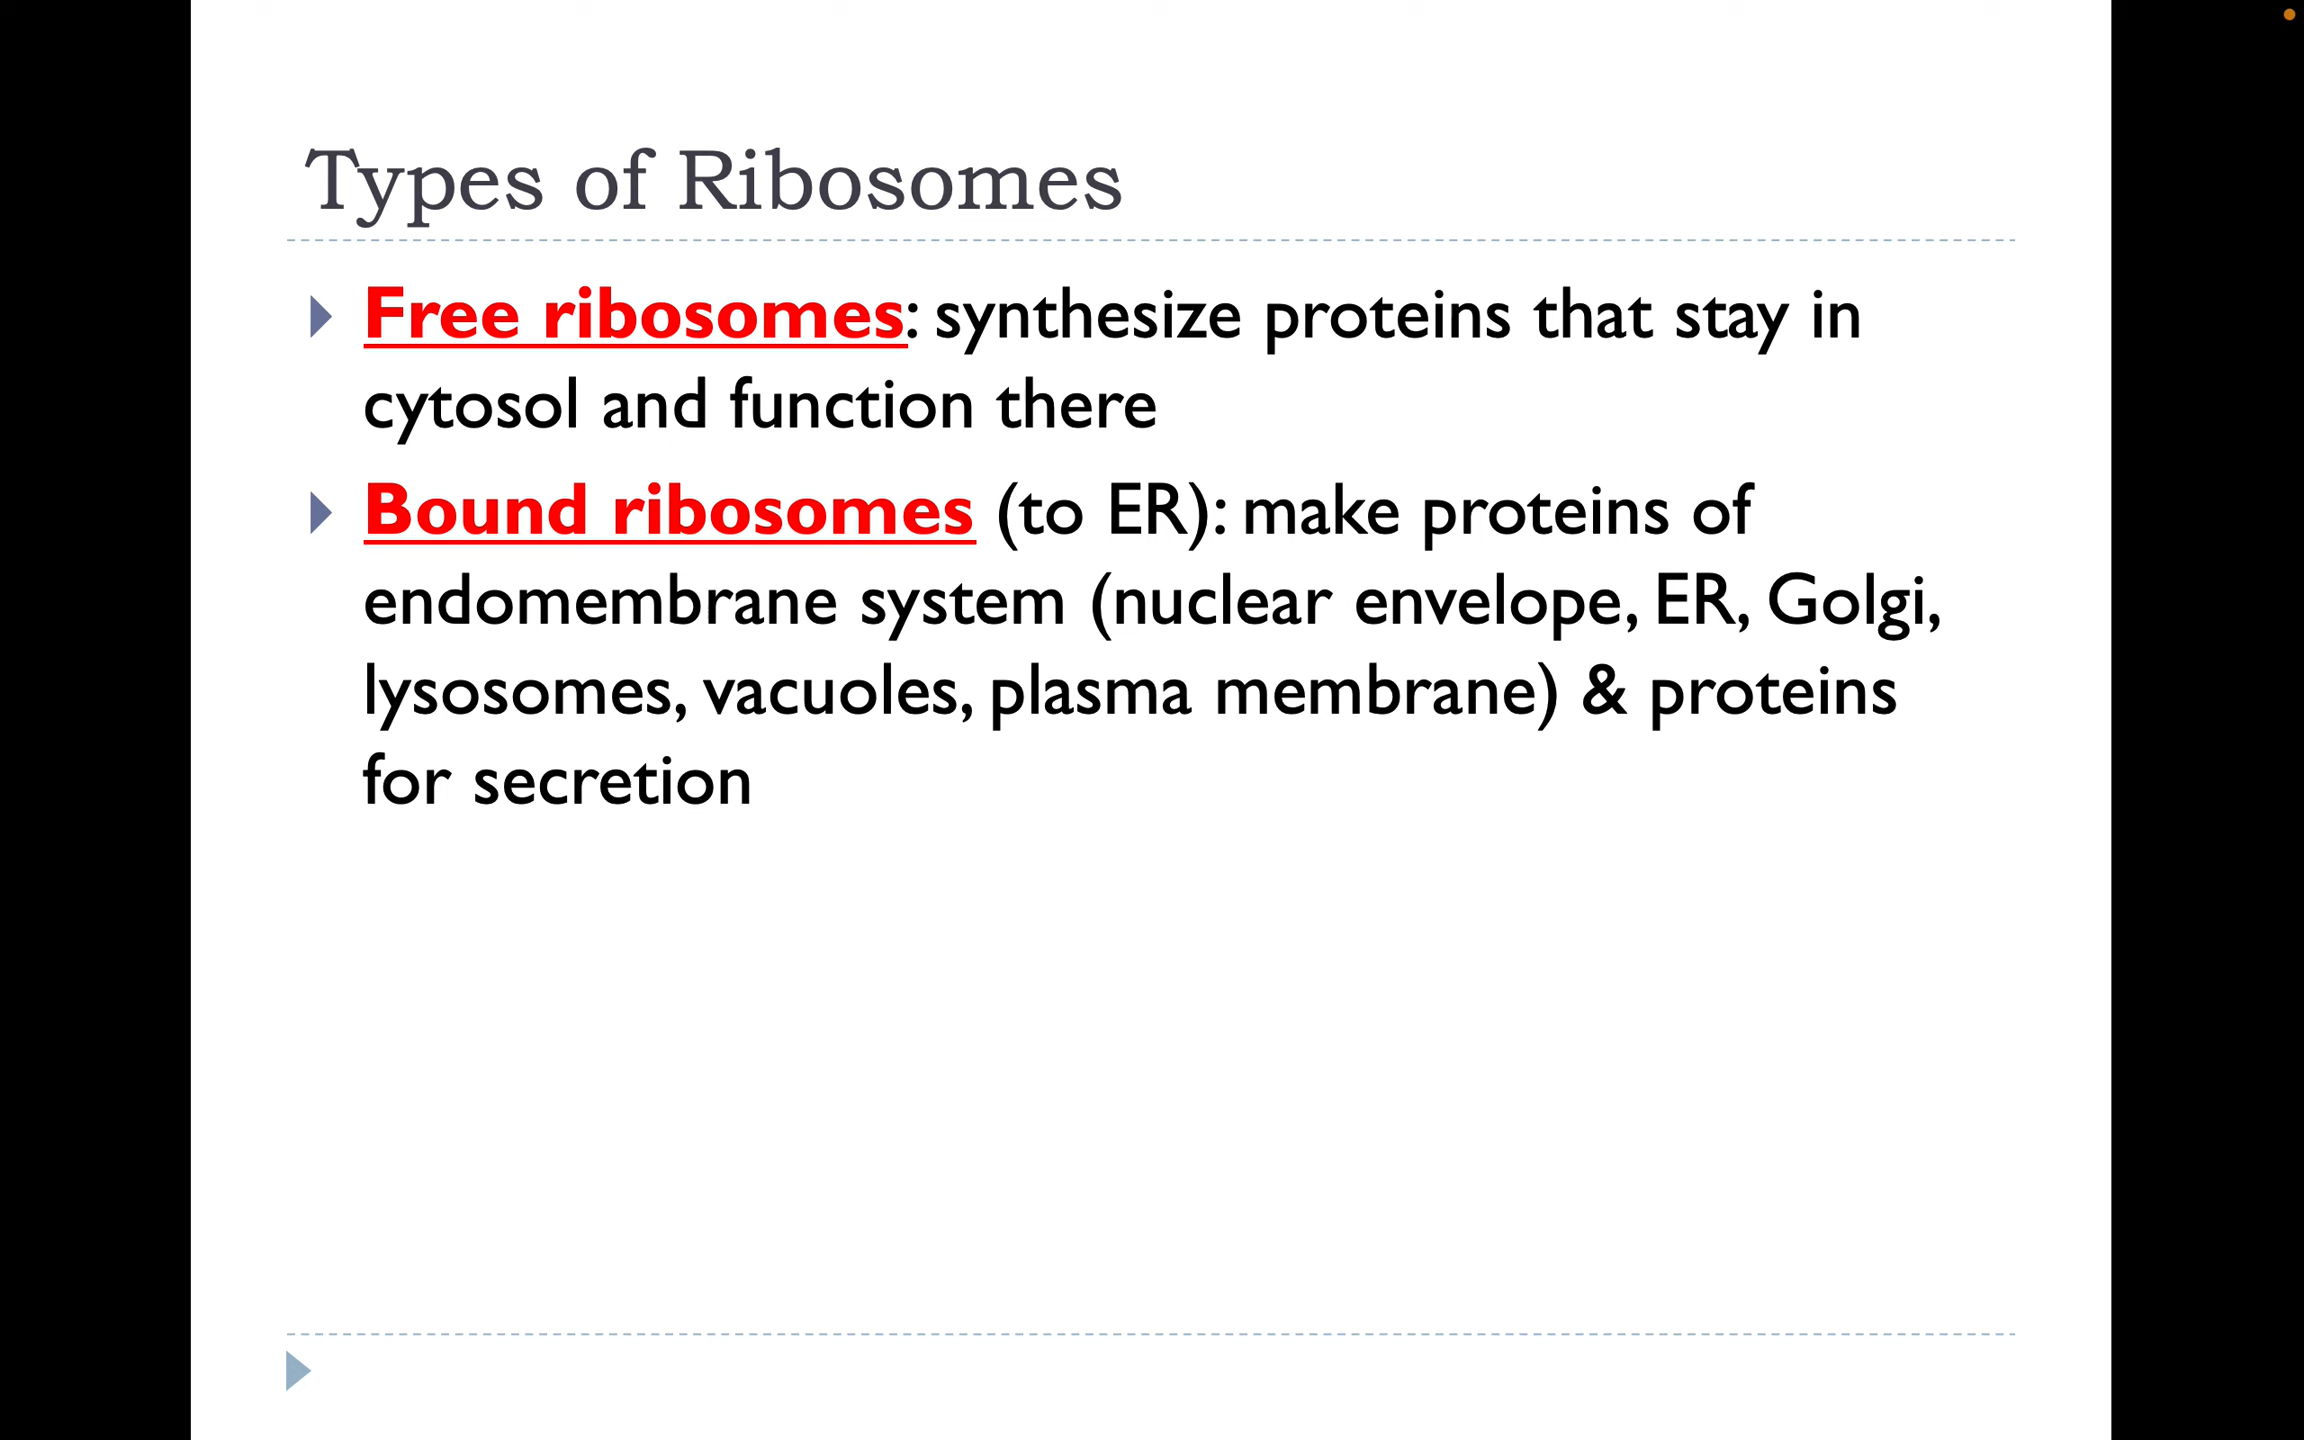 Types of Ribosomes
Free ribosomes: synthesize proteins that stay in
cytosol and function there
Bound ribosomes (to ER): make proteins of
endomembrane system (nuclear envelope, ER, Golgi,
lysosomes, vacuoles, plasma membrane) & proteins
for secretion